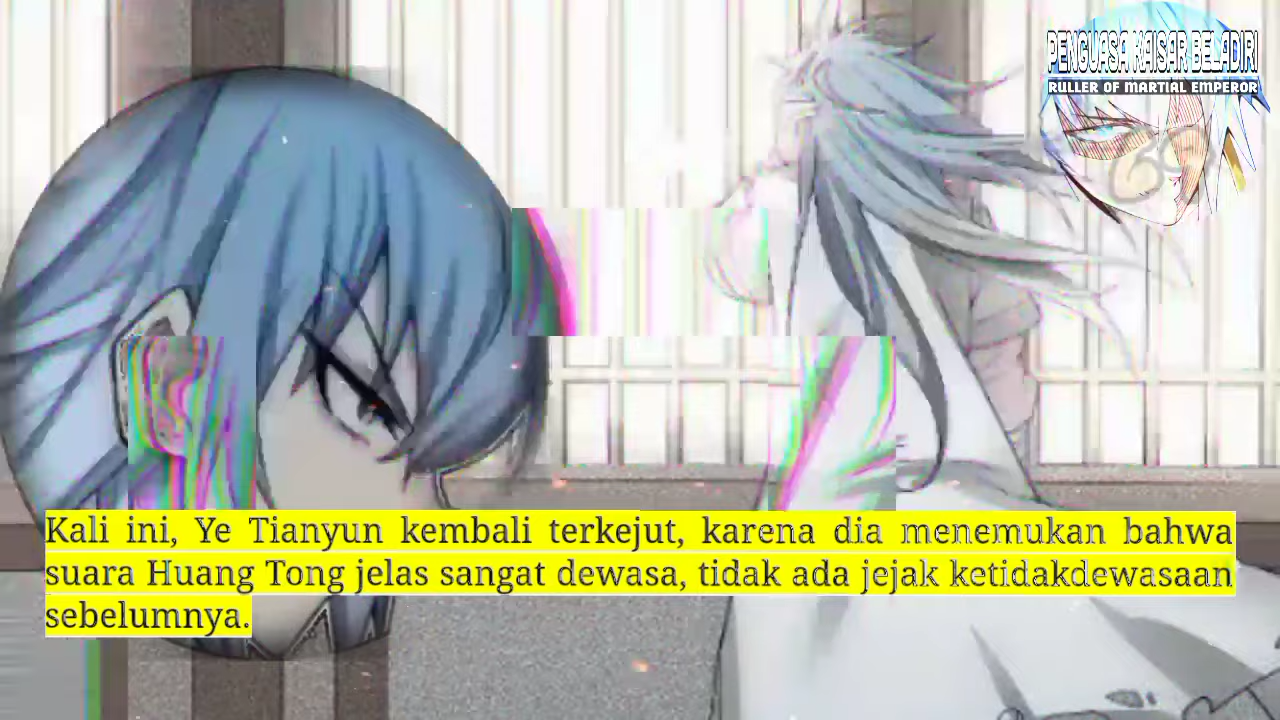 PENGUASA KAISAR BELADIRI
RULLER OF MARTIAL EMPEROR
Kali ini, Ye Tianyun kembali terkejut, karena dia menemukan bahwa
suara Huang Tong jelas sangat dewasa, tidak ada jejak ketidakdewasaan
sebelumnya.